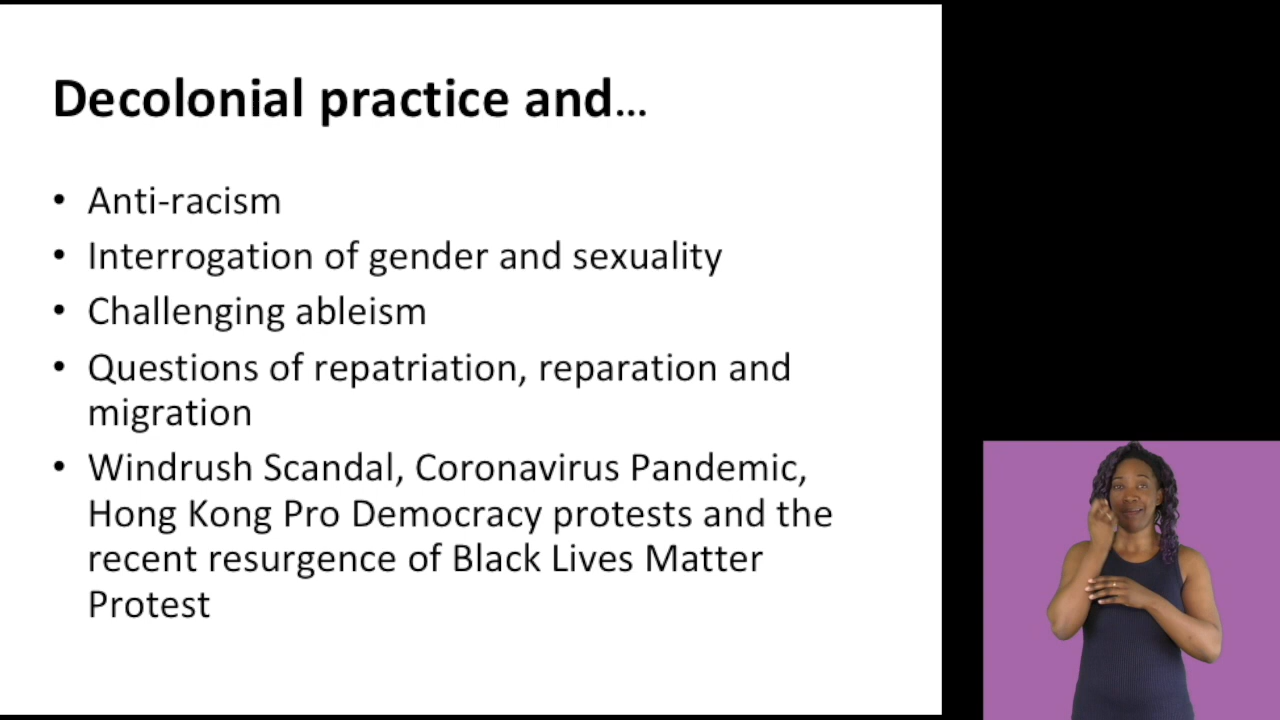 Decolonial practice and...
• Anti-racism
• Interrogation of gender and sexuality
• Challenging ableism
• Questions of repatriation, reparation and
migration
• Windrush Scandal, Coronavirus Pandemic,
Hong Kong Pro Democracy protests and the
recent resurgence of Black Lives Matter
Protest